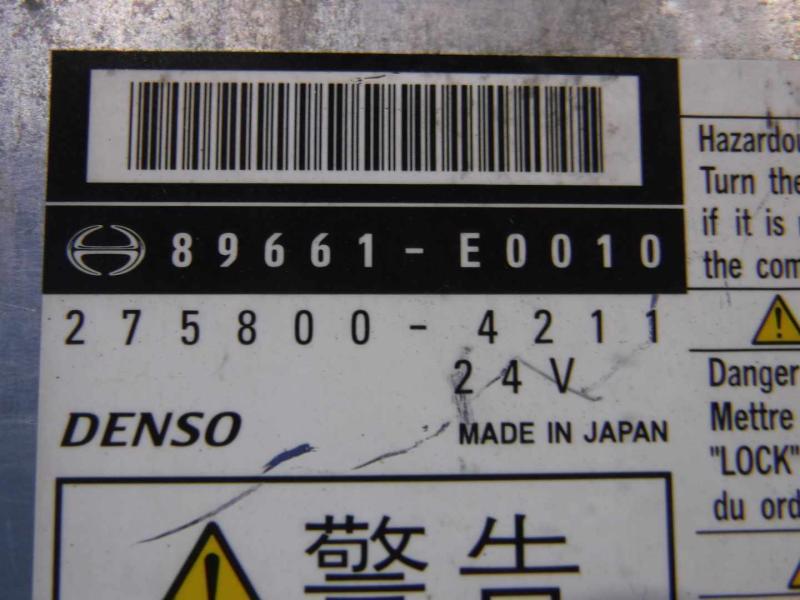 89661-E0010
275800-4211
24V
DENSO
MADE IN JAPAN
警告
Turn the
if it is
the com
Danger
Mettre
"LOCK"
du ord